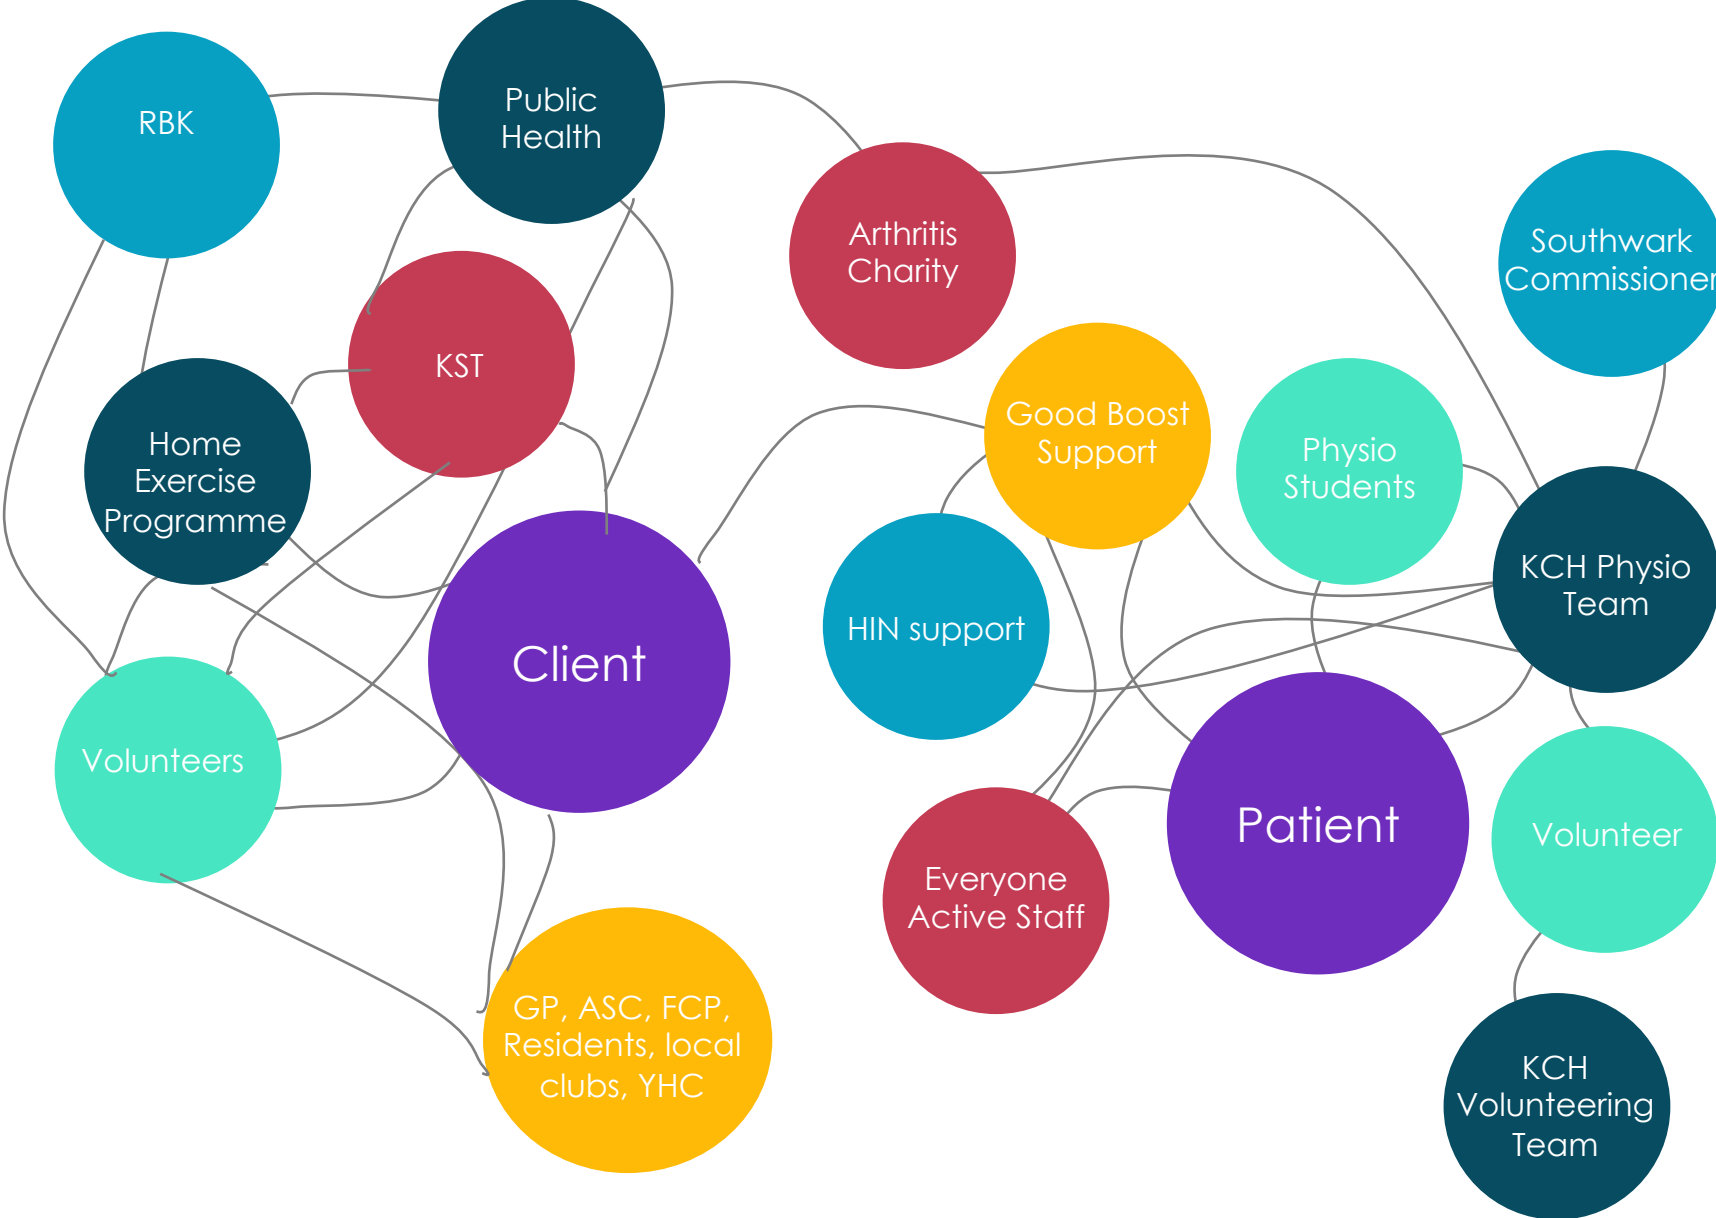 RBK
Public
Health
Arthritis
Charity
Southwark
Commissioner
KST
Home
Exercise
Programme
Good Boost
Support
Physio
Students
KCH Physio
Team
HIN support
Client
Volunteers
Patient
Volunteer
Everyone
Active Staff
GP, ASC, FCP,
Residents, local
clubs, YHC
KCH
Volunteering
Team